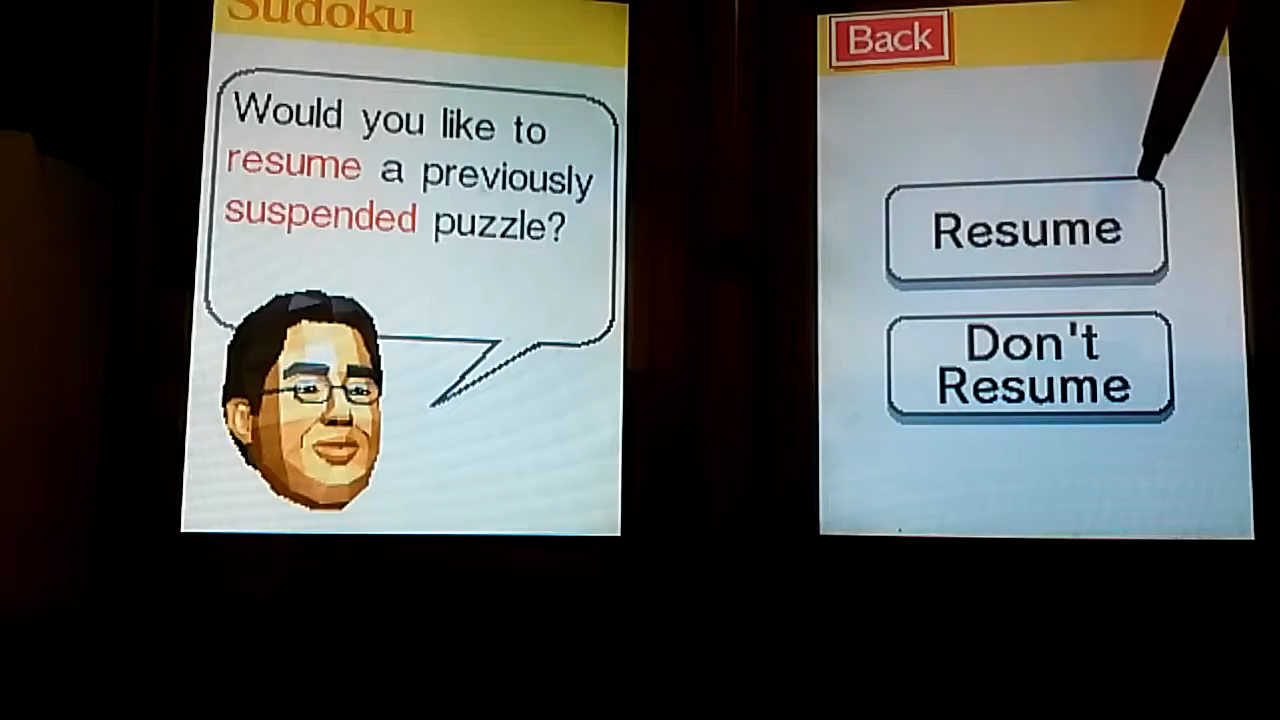 Sudoku
Would you like to
resume a previously
suspended puzzle?
Back
Resume
Don't
Resume